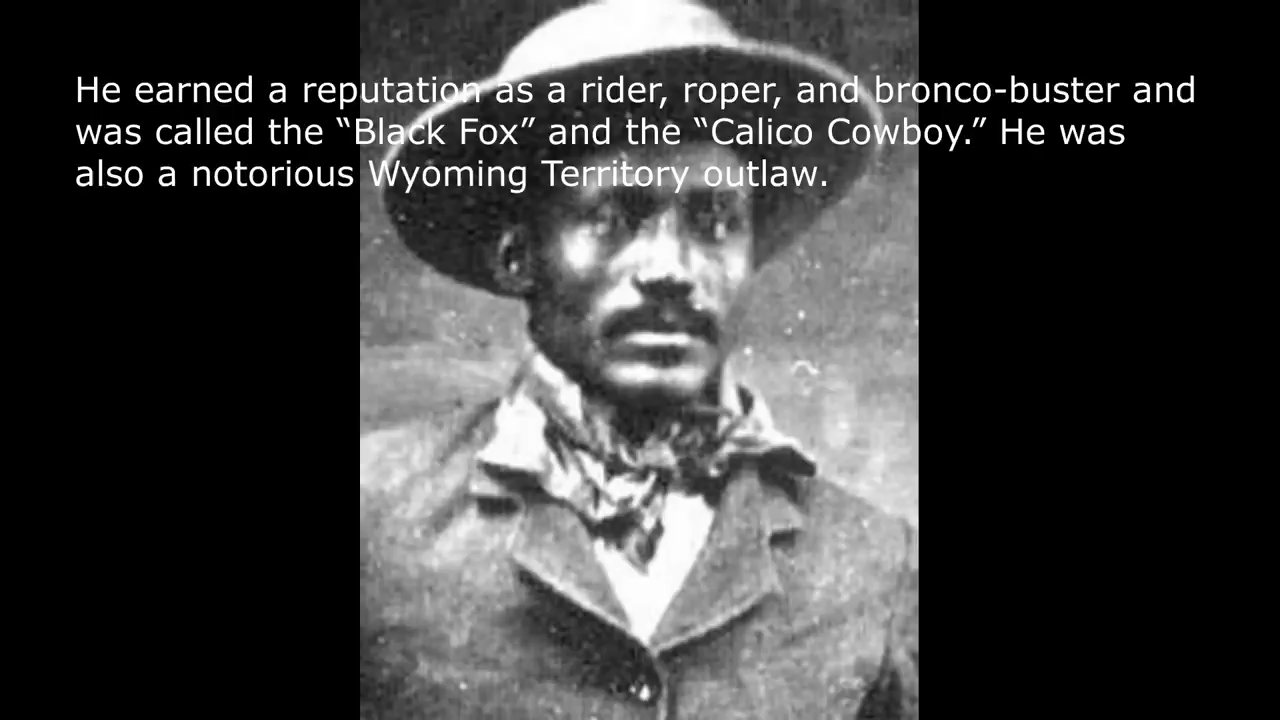 He earned a reputation as a rider, roper, and bronco-buster and
was called the “Black Fox” and the “Calico Cowboy.” He was
also a notorious Wyoming Territory outlaw.